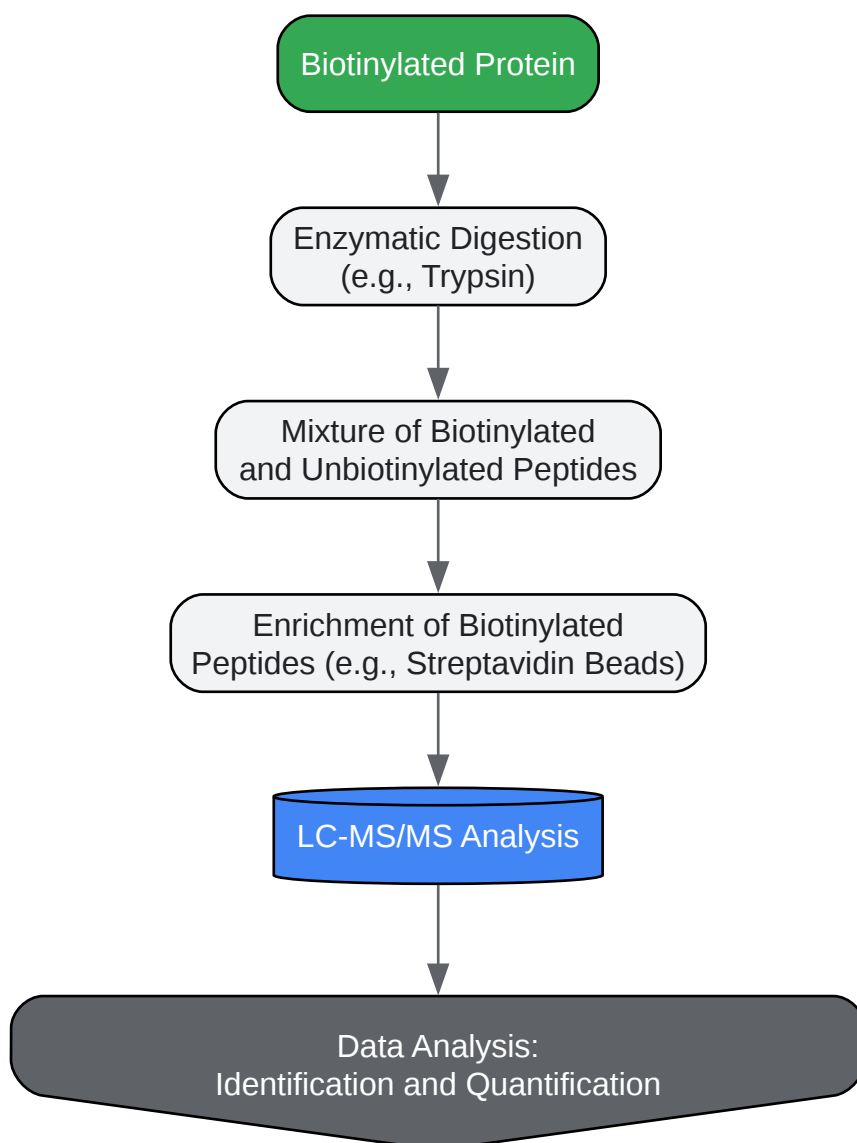 Biotinylated Protein
Enzymatic Digestion
(e.g., Trypsin)
Mixture of Biotinylated
and Unbiotinylated Peptides
Enrichment of Biotinylated
Peptides (e.g., Streptavidin Beads)
LC-MS/MS Analysis
Data Analysis:
Identification and Quantification